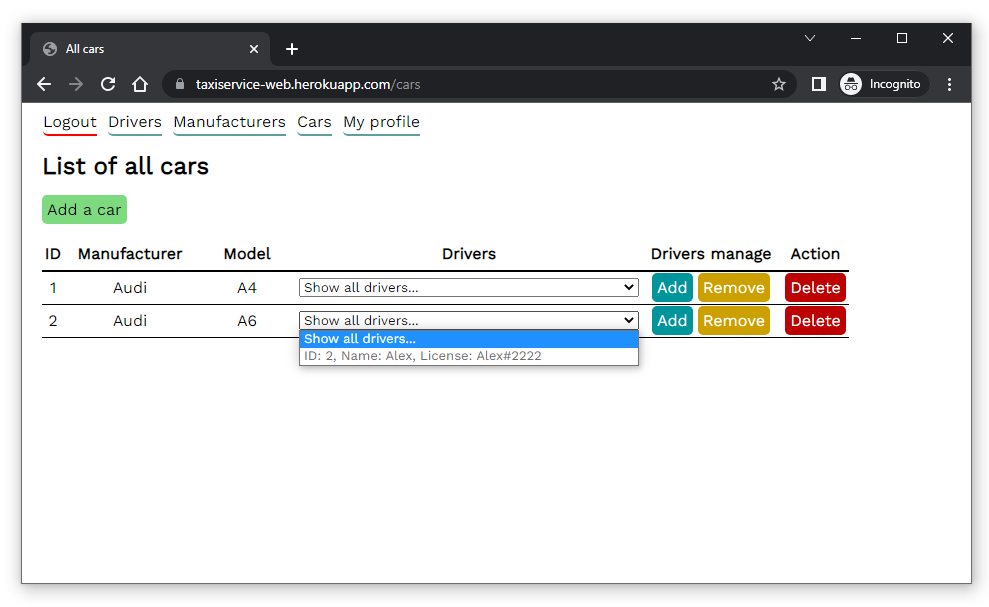 All cars
taxiservice-web.herokuapp.com/cars
Incognito
Logout Drivers Manufacturers Cars My profile
List of all cars
Add a car
ID Manufacturer Model Drivers Drivers manage Action
1 Audi A4 Show all drivers... Add Remove Delete
2 Audi A6 Show all drivers... Add Remove Delete
Show all drivers...
ID: 2, Name: Alex, License: Alex#2222